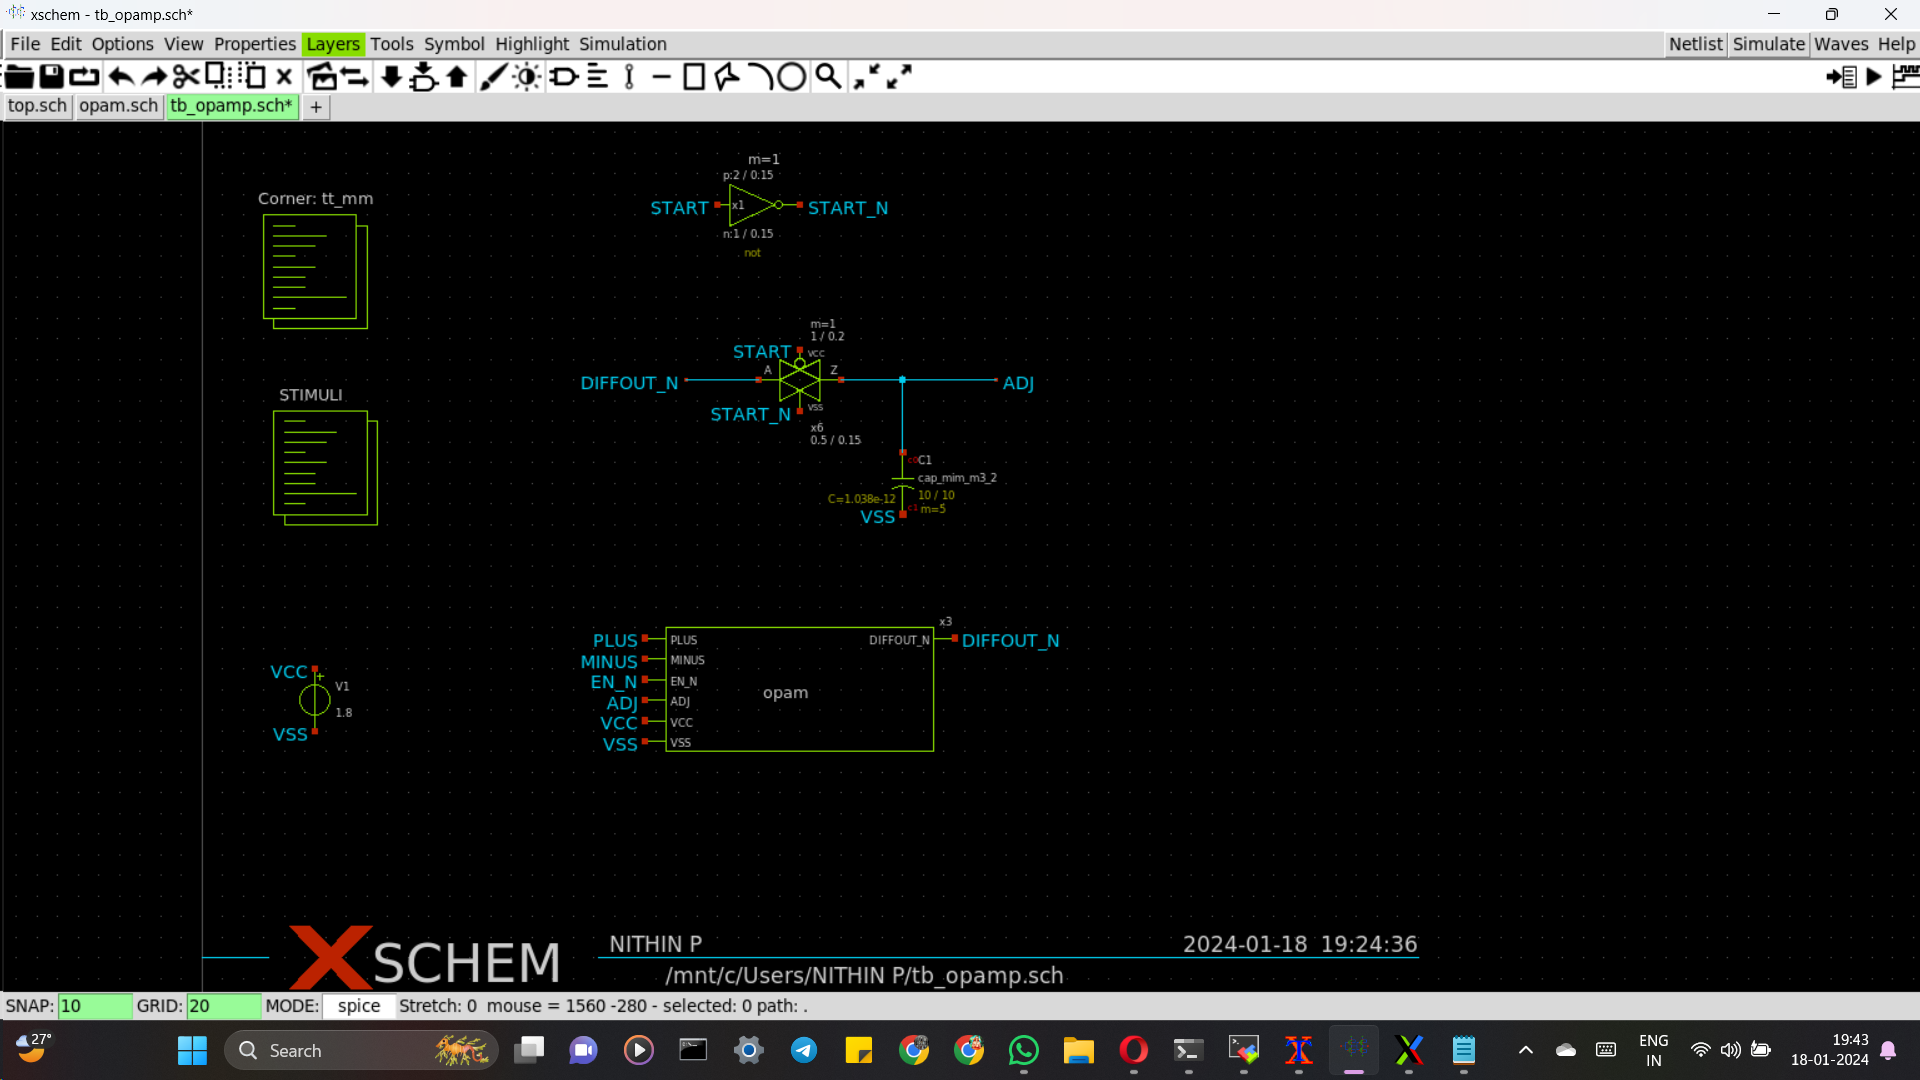 xschem - tb_opamp.sch*
File Edit Options View Properties Layers Tools Symbol Highlight Simulation Netlist Simulate Waves Help
top.sch opam.sch tb_opamp.sch* +
m=1
p:2 / 0.15
START x1 START_N
n:1 / 0.15
not
Corner: tt_mm
m=1
1 / 0.2
START VCC
DIFFOUT_N A Z ADJ
START_N VSS
x6
0.5 / 0.15
STIMULI
c0 C1
cap_mim_m3_2
C=1.038e-12 10 / 10
VSS c1 m=5
x3
PLUS PLUS DIFFOUT_N DIFFOUT_N
MINUS MINUS
EN_N EN_N opam
ADJ ADJ
VCC VCC
VSS VSS
VCC + V1
1.8
VSS
XSCHEM
NITHIN P 2024-01-18 19:24:36
/mnt/c/Users/NITHIN P/tb_opamp.sch
SNAP: 10 GRID: 20 MODE: spice Stretch: 0 mouse = 1560 -280 - selected: 0 path: .
27° Search ENG 19:43
IN 18-01-2024